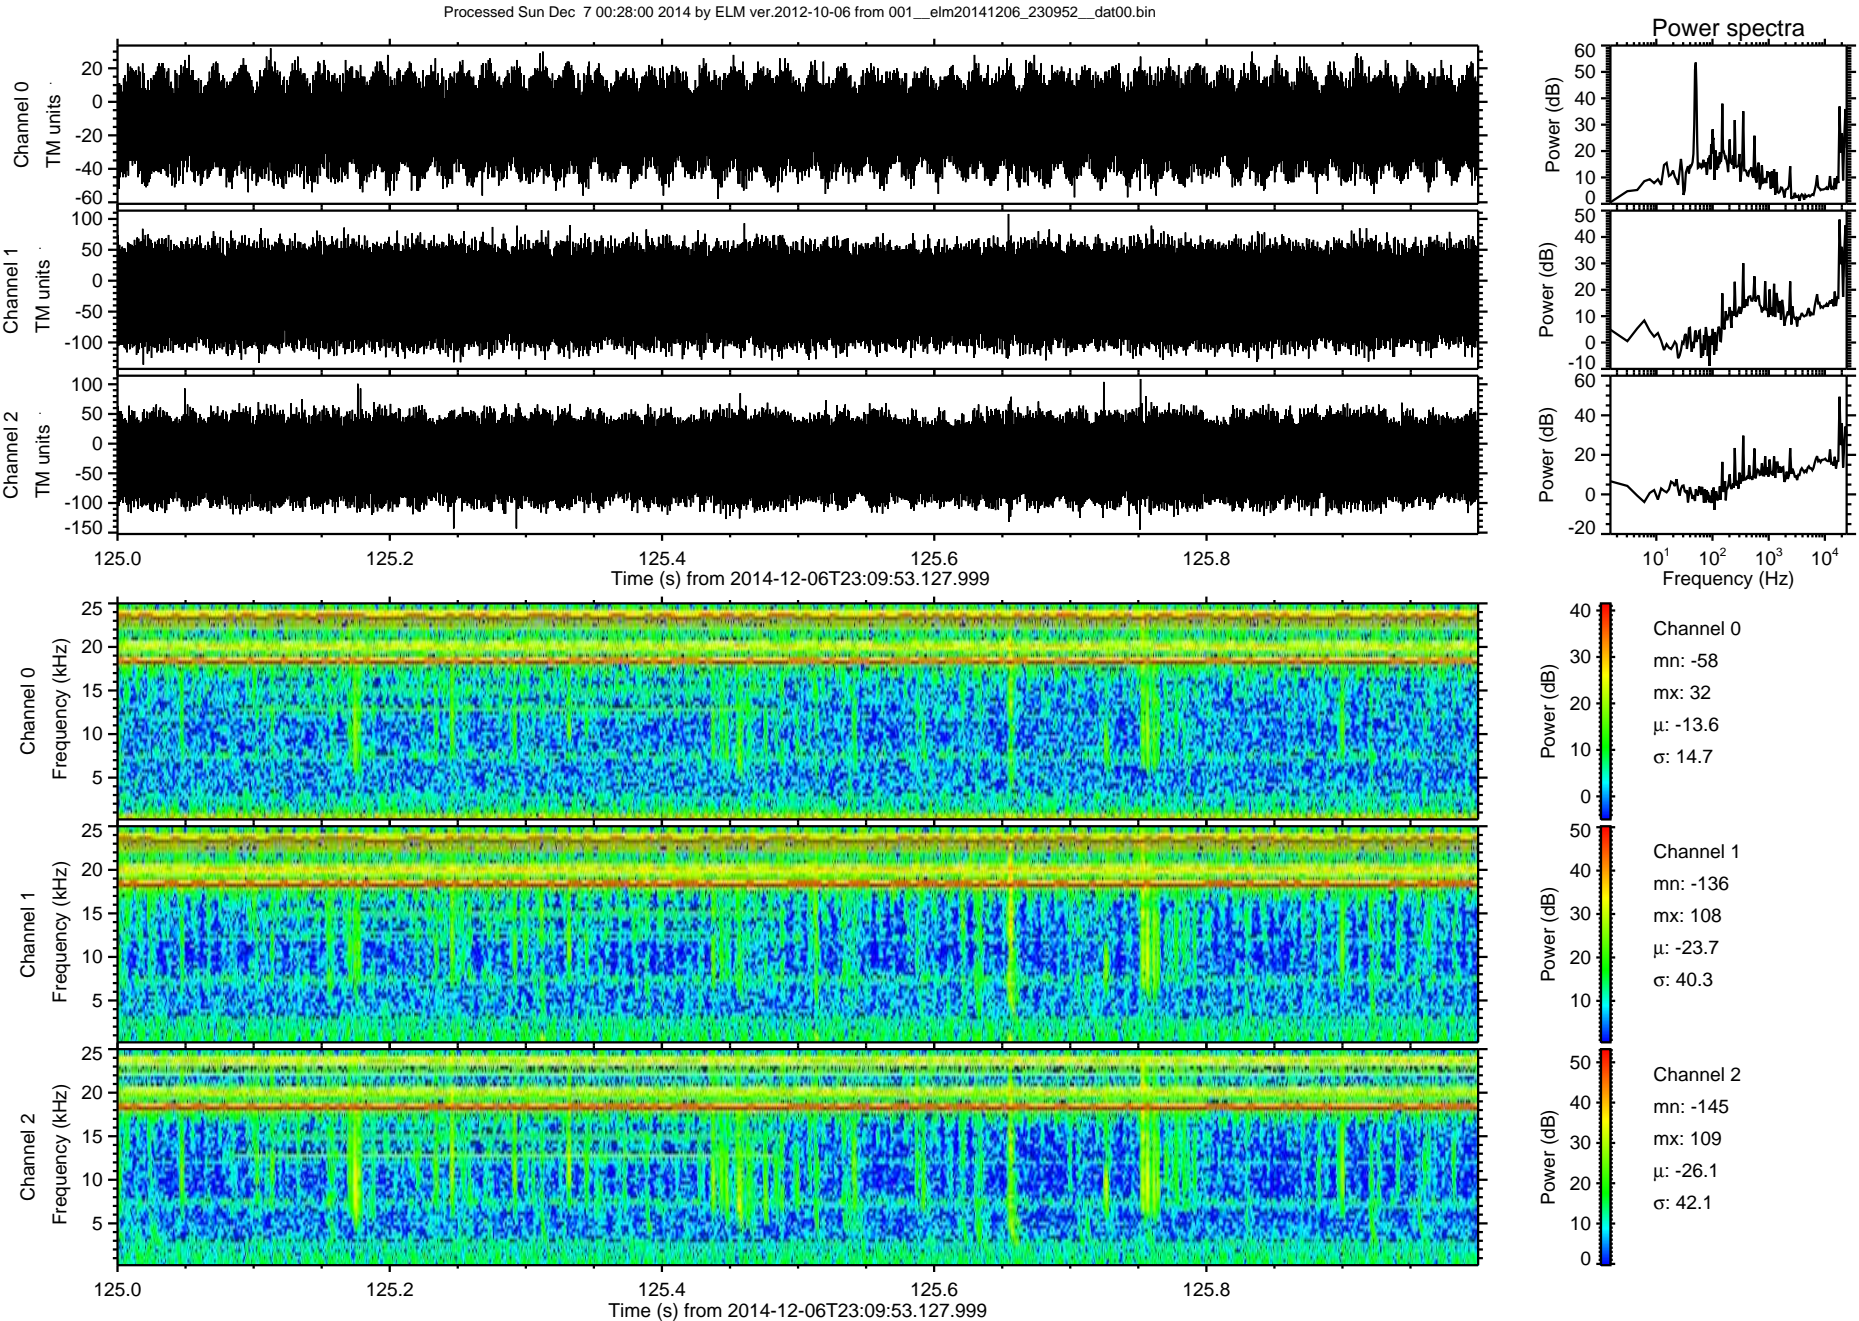 Processed Sun Dec  7 00:28:00 2014 by ELM ver.2012-10-06 from 001__elm20141206_230952__dat00.bin
Power spectra
Channel 0
TM units
20
0
-20
-40
-60
Power (dB)
60
50
40
30
20
10
0
Channel 1
TM units
100
50
0
-50
-100
Power (dB)
50
40
30
20
10
0
-10
Channel 2
TM units
100
50
0
-50
-100
-150
Power (dB)
60
40
20
0
-20
125.0 125.2 125.4 125.6 125.8
Time (s) from 2014-12-06T23:09:53.127.999
10^1 10^2 10^3 10^4
Frequency (Hz)
Channel 0
Frequency (kHz)
25
20
15
10
5
Power (dB)
40
30
20
10
0
Channel 0
mn: -58
mx: 32
μ: -13.6
σ: 14.7
Channel 1
Frequency (kHz)
25
20
15
10
5
Power (dB)
50
40
30
20
10
Channel 1
mn: -136
mx: 108
μ: -23.7
σ: 40.3
Channel 2
Frequency (kHz)
25
20
15
10
5
Power (dB)
50
40
30
20
10
0
Channel 2
mn: -145
mx: 109
μ: -26.1
σ: 42.1
125.0 125.2 125.4 125.6 125.8
Time (s) from 2014-12-06T23:09:53.127.999